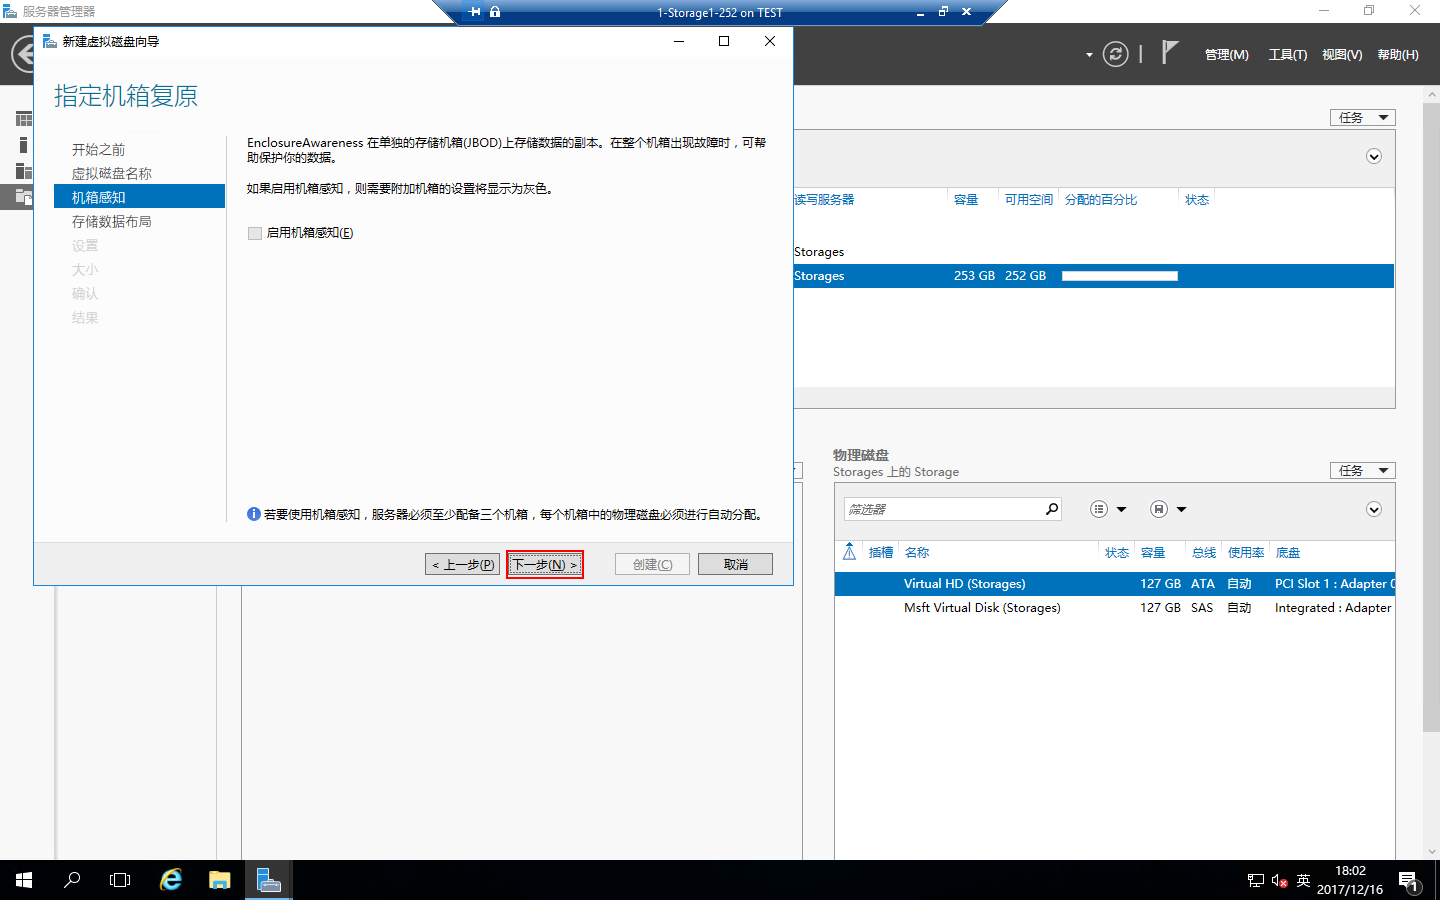 服务器管理器
1-Storage1-252 on TEST
管理(M)
工具(T)
视图(V)
帮助(H)
新建虚拟磁盘向导
指定机箱复原
开始之前
虚拟磁盘名称
机箱感知
存储数据布局
设置
大小
确认
结果
EnclosureAwareness 在单独的存储机箱(JBOD)上存储数据的副本。在整个机箱出现故障时，可帮
助保护你的数据。
如果启用机箱感知，则需要附加机箱的设置将显示为灰色。
启用机箱感知(E)
若要使用机箱感知，服务器必须至少配备三个机箱，每个机箱中的物理磁盘必须进行自动分配。
< 上一步(P)
下一步(N) >
创建(C)
取消
任务
读写服务器 容量 可用空间 分配的百分比 状态
Storages
Storages 253 GB 252 GB
物理磁盘
Storages 上的 Storage
任务
筛选器
插槽 名称 状态 容量 总线 使用率 底盘
Virtual HD (Storages) 127 GB ATA 自动 PCI Slot 1 : Adapter 0
Msft Virtual Disk (Storages) 127 GB SAS 自动 Integrated : Adapter
英
18:02
2017/12/16
1